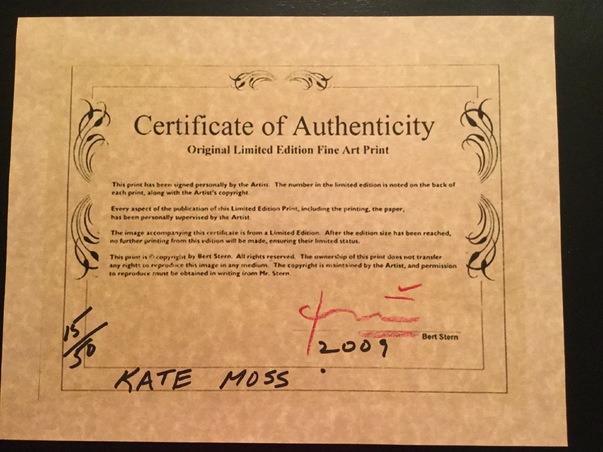 Certificate of Authenticity
Original Limited Edition Fine Art Print
This print has been signed personally by the Artist. The number in the limited edition is noted on the back of
each print, along with the Artist's copyright.
Every aspect of the publication of this Limited Edition Print, including the printing, the paper,
has been personally supervised by the Artist.
The image accompanying this certificate is from a Limited Edition. After the edition size has been reached,
no further printing from this edition will be made, ensuring their limited status.
This print is © copyright by Bert Stern. All rights reserved. The ownership of this print does not transfer
any rights to reproduce this image in any medium. The copyright is maintained by the Artist, and permission
to reproduce must be obtained in writing from Mr. Stern.
Bert Stern
2009
15/50
KATE MOSS